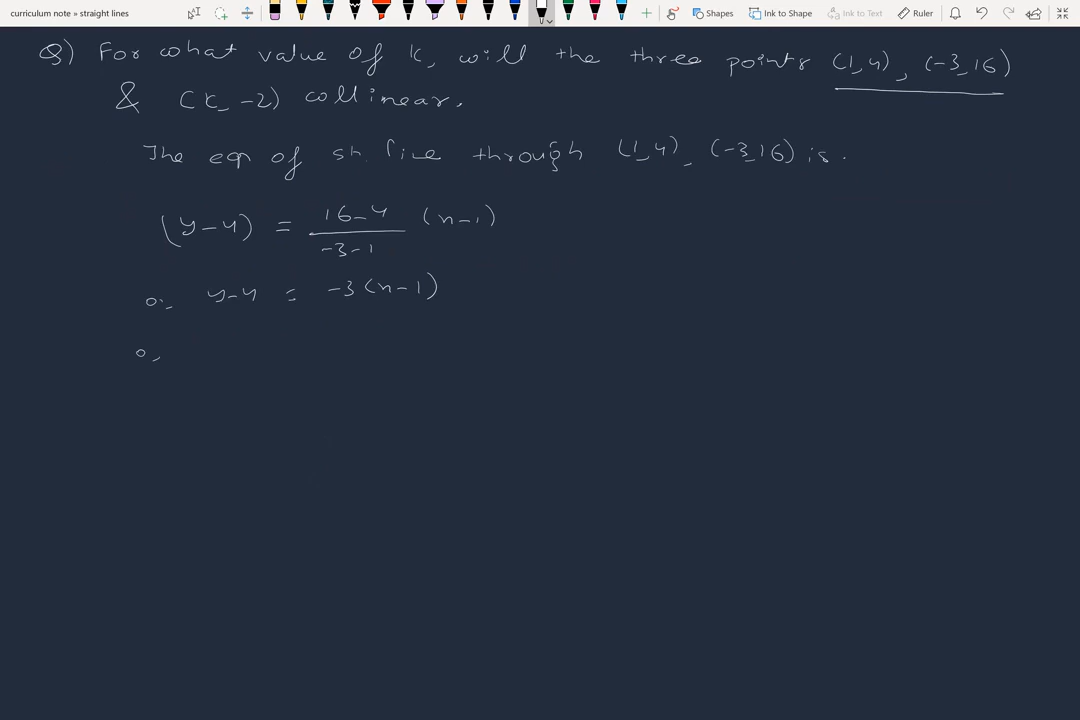 curriculum note » straight lines
Shapes Ink to Shape Ink to Text Ruler
Q) For what value of k, will the three points (1,4), (-3,16)
& (k, -2) collinear.
The eqn of st. line through (1,4), (-3,16) is.
(y-4) = 16-4 / -3-1 (x-1)
or, y-4 = -3(x-1)
or,